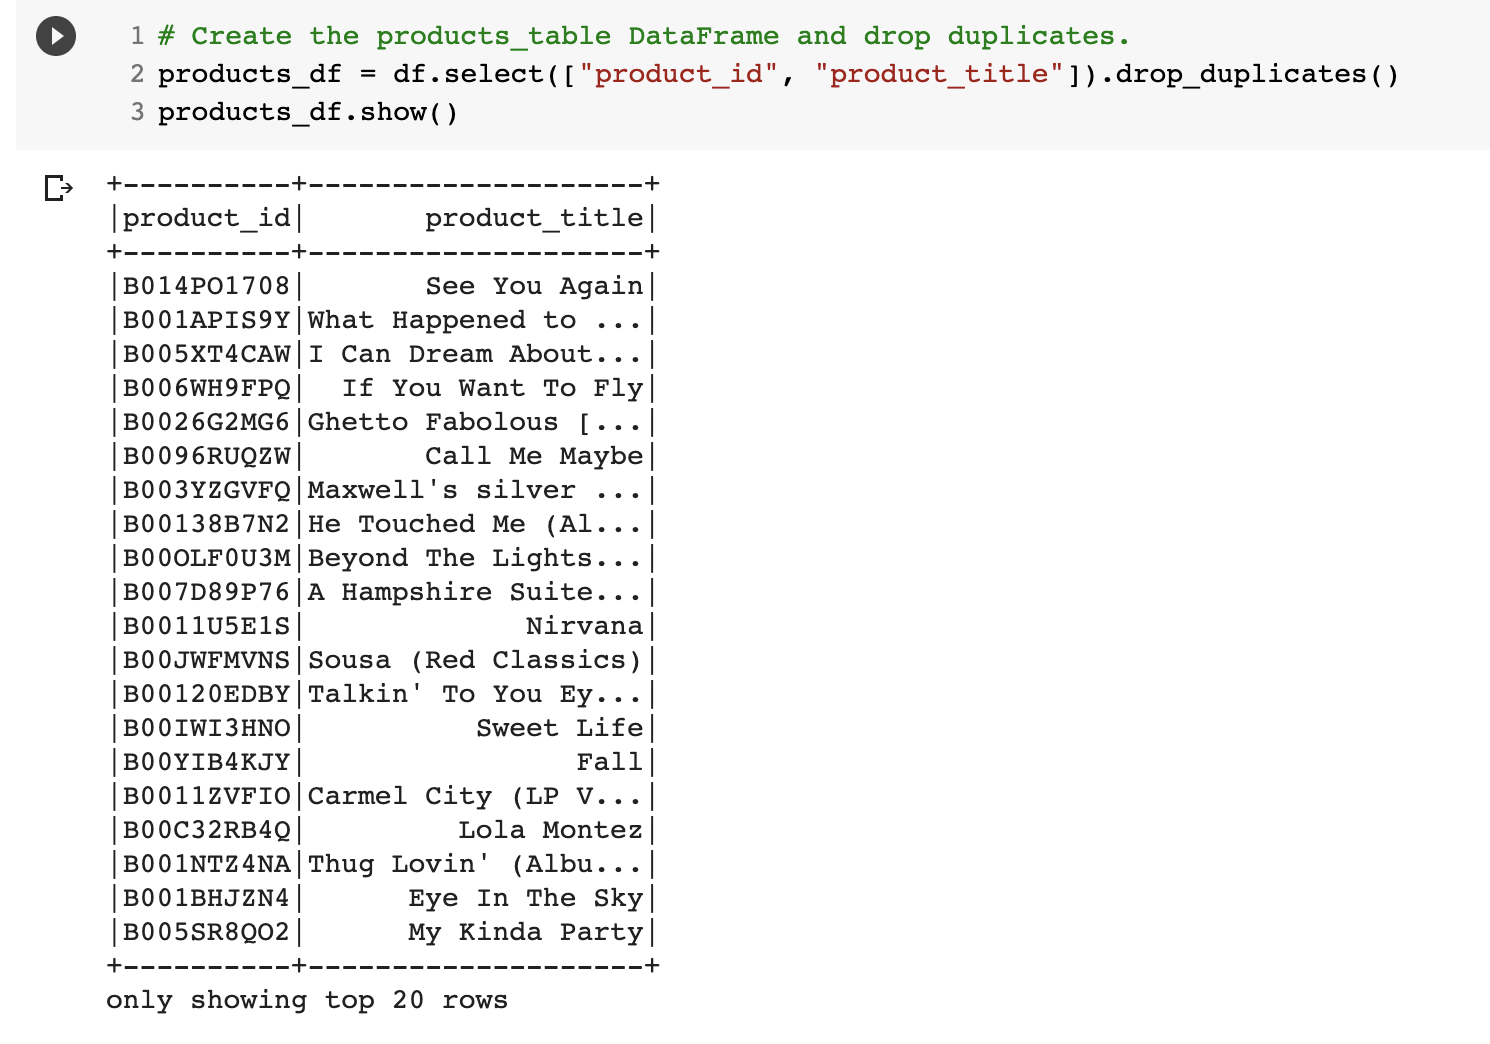 1 # Create the products_table DataFrame and drop duplicates.
2 products_df = df.select(["product_id", "product_title"]).drop_duplicates()
3 products_df.show()
+----------+--------------------+
|product_id|       product_title|
+----------+--------------------+
|B014PO1708|       See You Again|
|B001APIS9Y|What Happened to ...|
|B005XT4CAW|I Can Dream About...|
|B006WH9FPQ|  If You Want To Fly|
|B0026G2MG6|Ghetto Fabolous [...|
|B0096RUQZW|       Call Me Maybe|
|B003YZGVFQ|Maxwell's silver ...|
|B00138B7N2|He Touched Me (Al...|
|B00OLF0U3M|Beyond The Lights...|
|B007D89P76|A Hampshire Suite...|
|B0011U5E1S|             Nirvana|
|B00JWFMVNS|Sousa (Red Classics)|
|B00120EDBY|Talkin' To You Ey...|
|B00IWI3HNO|          Sweet Life|
|B00YIB4KJY|                Fall|
|B0011ZVFIO|Carmel City (LP V...|
|B00C32RB4Q|         Lola Montez|
|B001NTZ4NA|Thug Lovin' (Albu...|
|B001BHJZN4|      Eye In The Sky|
|B005SR8QO2|      My Kinda Party|
+----------+--------------------+
only showing top 20 rows